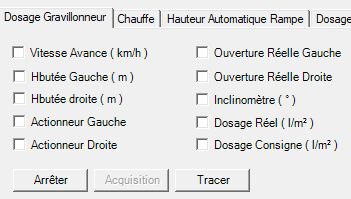 Dosage Gravillonneur Chauffe Hauteur Automatique Rampe Dosage
Vitesse Avance ( km/h )
Hbutée Gauche ( m )
Hbutée droite ( m )
Actionneur Gauche
Actionneur Droite
Ouverture Réelle Gauche
Ouverture Réelle Droite
Inclinomètre ( ° )
Dosage Réel ( l/m² )
Dosage Consigne ( l/m² )
Arrêter Acquisition Tracer